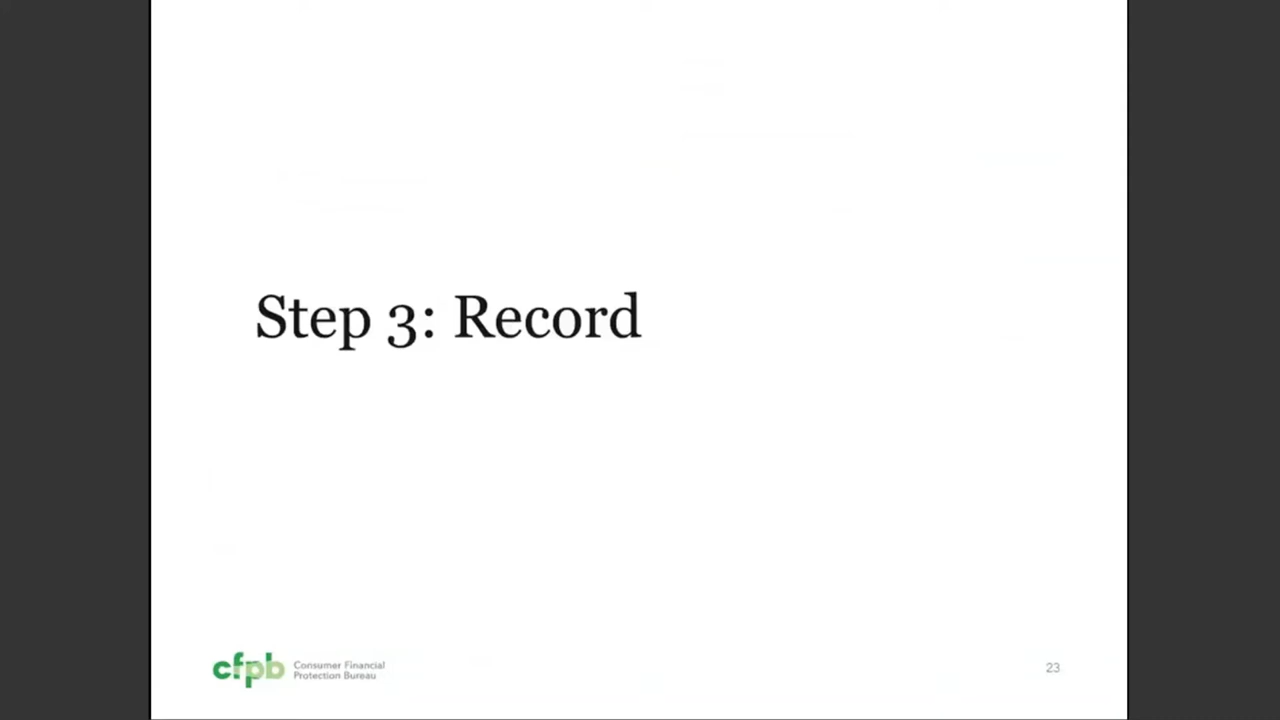 Step 3: Record
cfpb
Consumer Financial
Protection Bureau
23